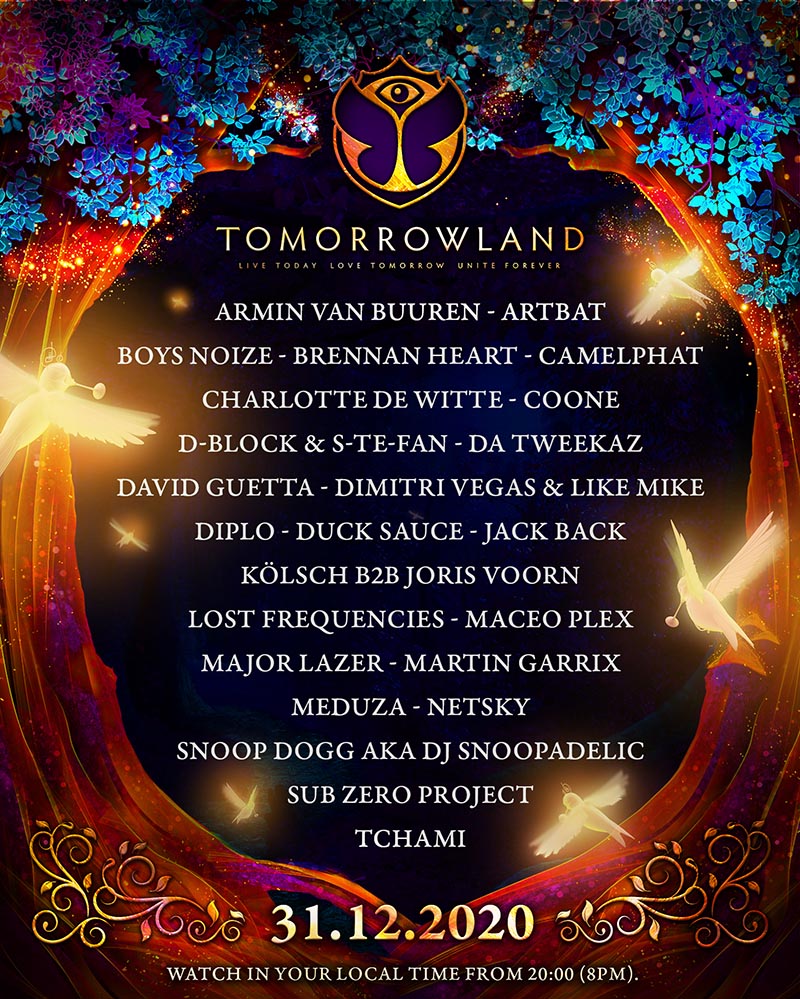 TOMORROWLAND
LIVE TODAY LOVE TOMORROW UNITE FOREVER
ARMIN VAN BUUREN - ARTBAT
BOYS NOIZE - BRENNAN HEART - CAMELPHAT
CHARLOTTE DE WITTE - COONE
D-BLOCK & S-TE-FAN - DA TWEEKAZ
DAVID GUETTA - DIMITRI VEGAS & LIKE MIKE
DIPLO - DUCK SAUCE - JACK BACK
KÖLSCH B2B JORIS VOORN
LOST FREQUENCIES - MACEO PLEX
MAJOR LAZER - MARTIN GARRIX
MEDUZA - NETSKY
SNOOP DOGG AKA DJ SNOOPADELIC
SUB ZERO PROJECT
TCHAMI
31.12.2020
WATCH IN YOUR LOCAL TIME FROM 20:00 (8PM).